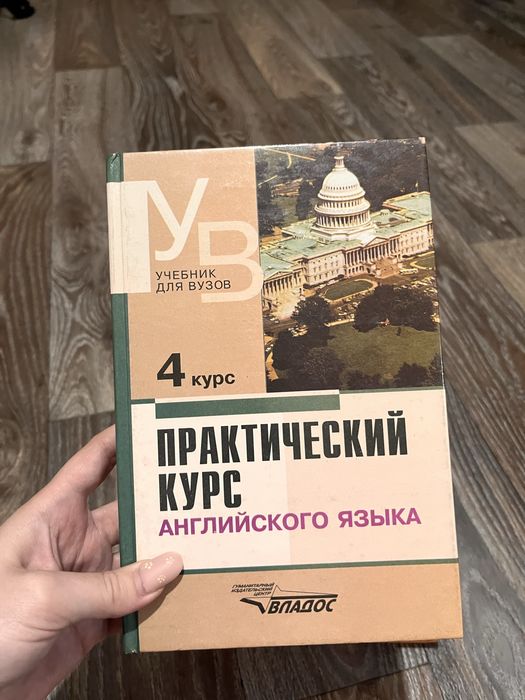 УВ
УЧЕБНИК
ДЛЯ ВУЗОВ
4 курс
ПРАКТИЧЕСКИЙ
КУРС
АНГЛИЙСКОГО ЯЗЫКА
ГУМАНИТАРНЫЙ
ИЗДАТЕЛЬСКИЙ
ЦЕНТР
ВЛАДОС